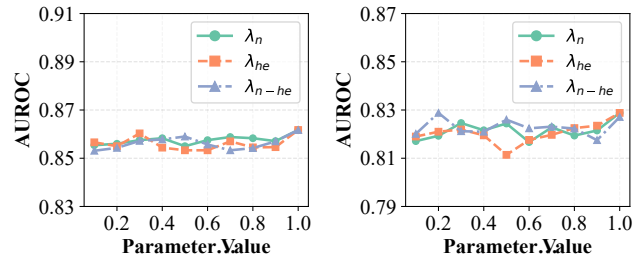 0.91
0.89
0.87
0.85
0.83
AUROC
λn
λhe
λn−he
0.2 0.4 0.6 0.8 1.0
Parameter.Value
0.87
0.85
0.83
0.81
0.79
AUROC
λn
λhe
λn−he
0.2 0.4 0.6 0.8 1.0
Parameter.Value